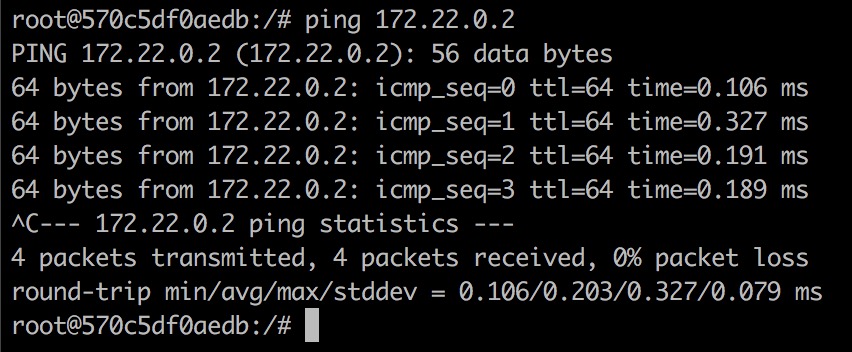 root@570c5df0aedb:/# ping 172.22.0.2
PING 172.22.0.2 (172.22.0.2): 56 data bytes
64 bytes from 172.22.0.2: icmp_seq=0 ttl=64 time=0.106 ms
64 bytes from 172.22.0.2: icmp_seq=1 ttl=64 time=0.327 ms
64 bytes from 172.22.0.2: icmp_seq=2 ttl=64 time=0.191 ms
64 bytes from 172.22.0.2: icmp_seq=3 ttl=64 time=0.189 ms
^C--- 172.22.0.2 ping statistics ---
4 packets transmitted, 4 packets received, 0% packet loss
round-trip min/avg/max/stddev = 0.106/0.203/0.327/0.079 ms
root@570c5df0aedb:/#